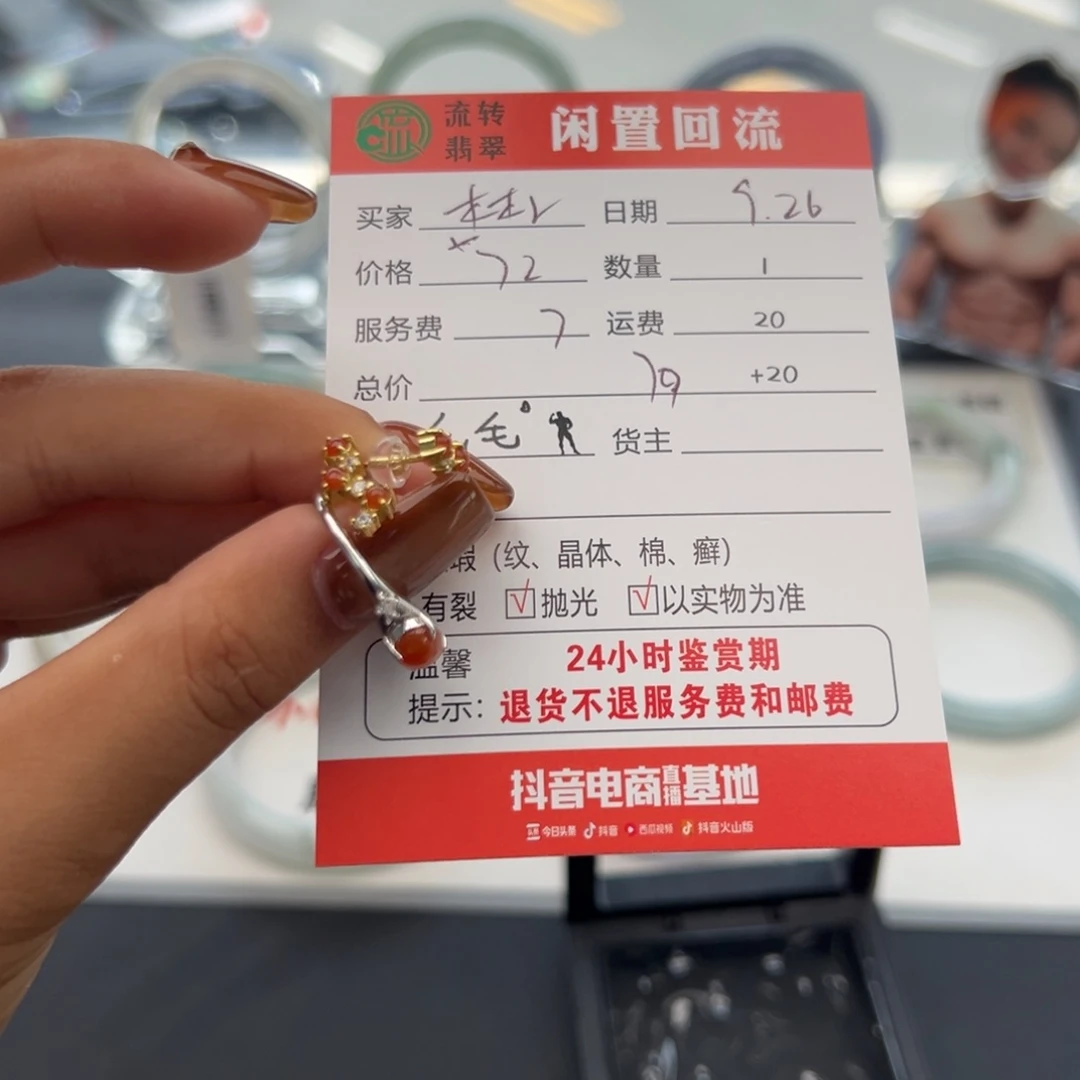 流转翡翠 闲置回流
买家 日期 9.26
价格 72 数量 1
服务费 7 运费 20
总价 79 +20
毛 货主
瑕（纹、晶体、棉、癣）
有裂 √抛光 √以实物为准
温馨 24小时鉴赏期
提示：退货不退服务费和邮费
抖音电商直播基地
头条 今日头条 抖音 西瓜视频 抖音火山版